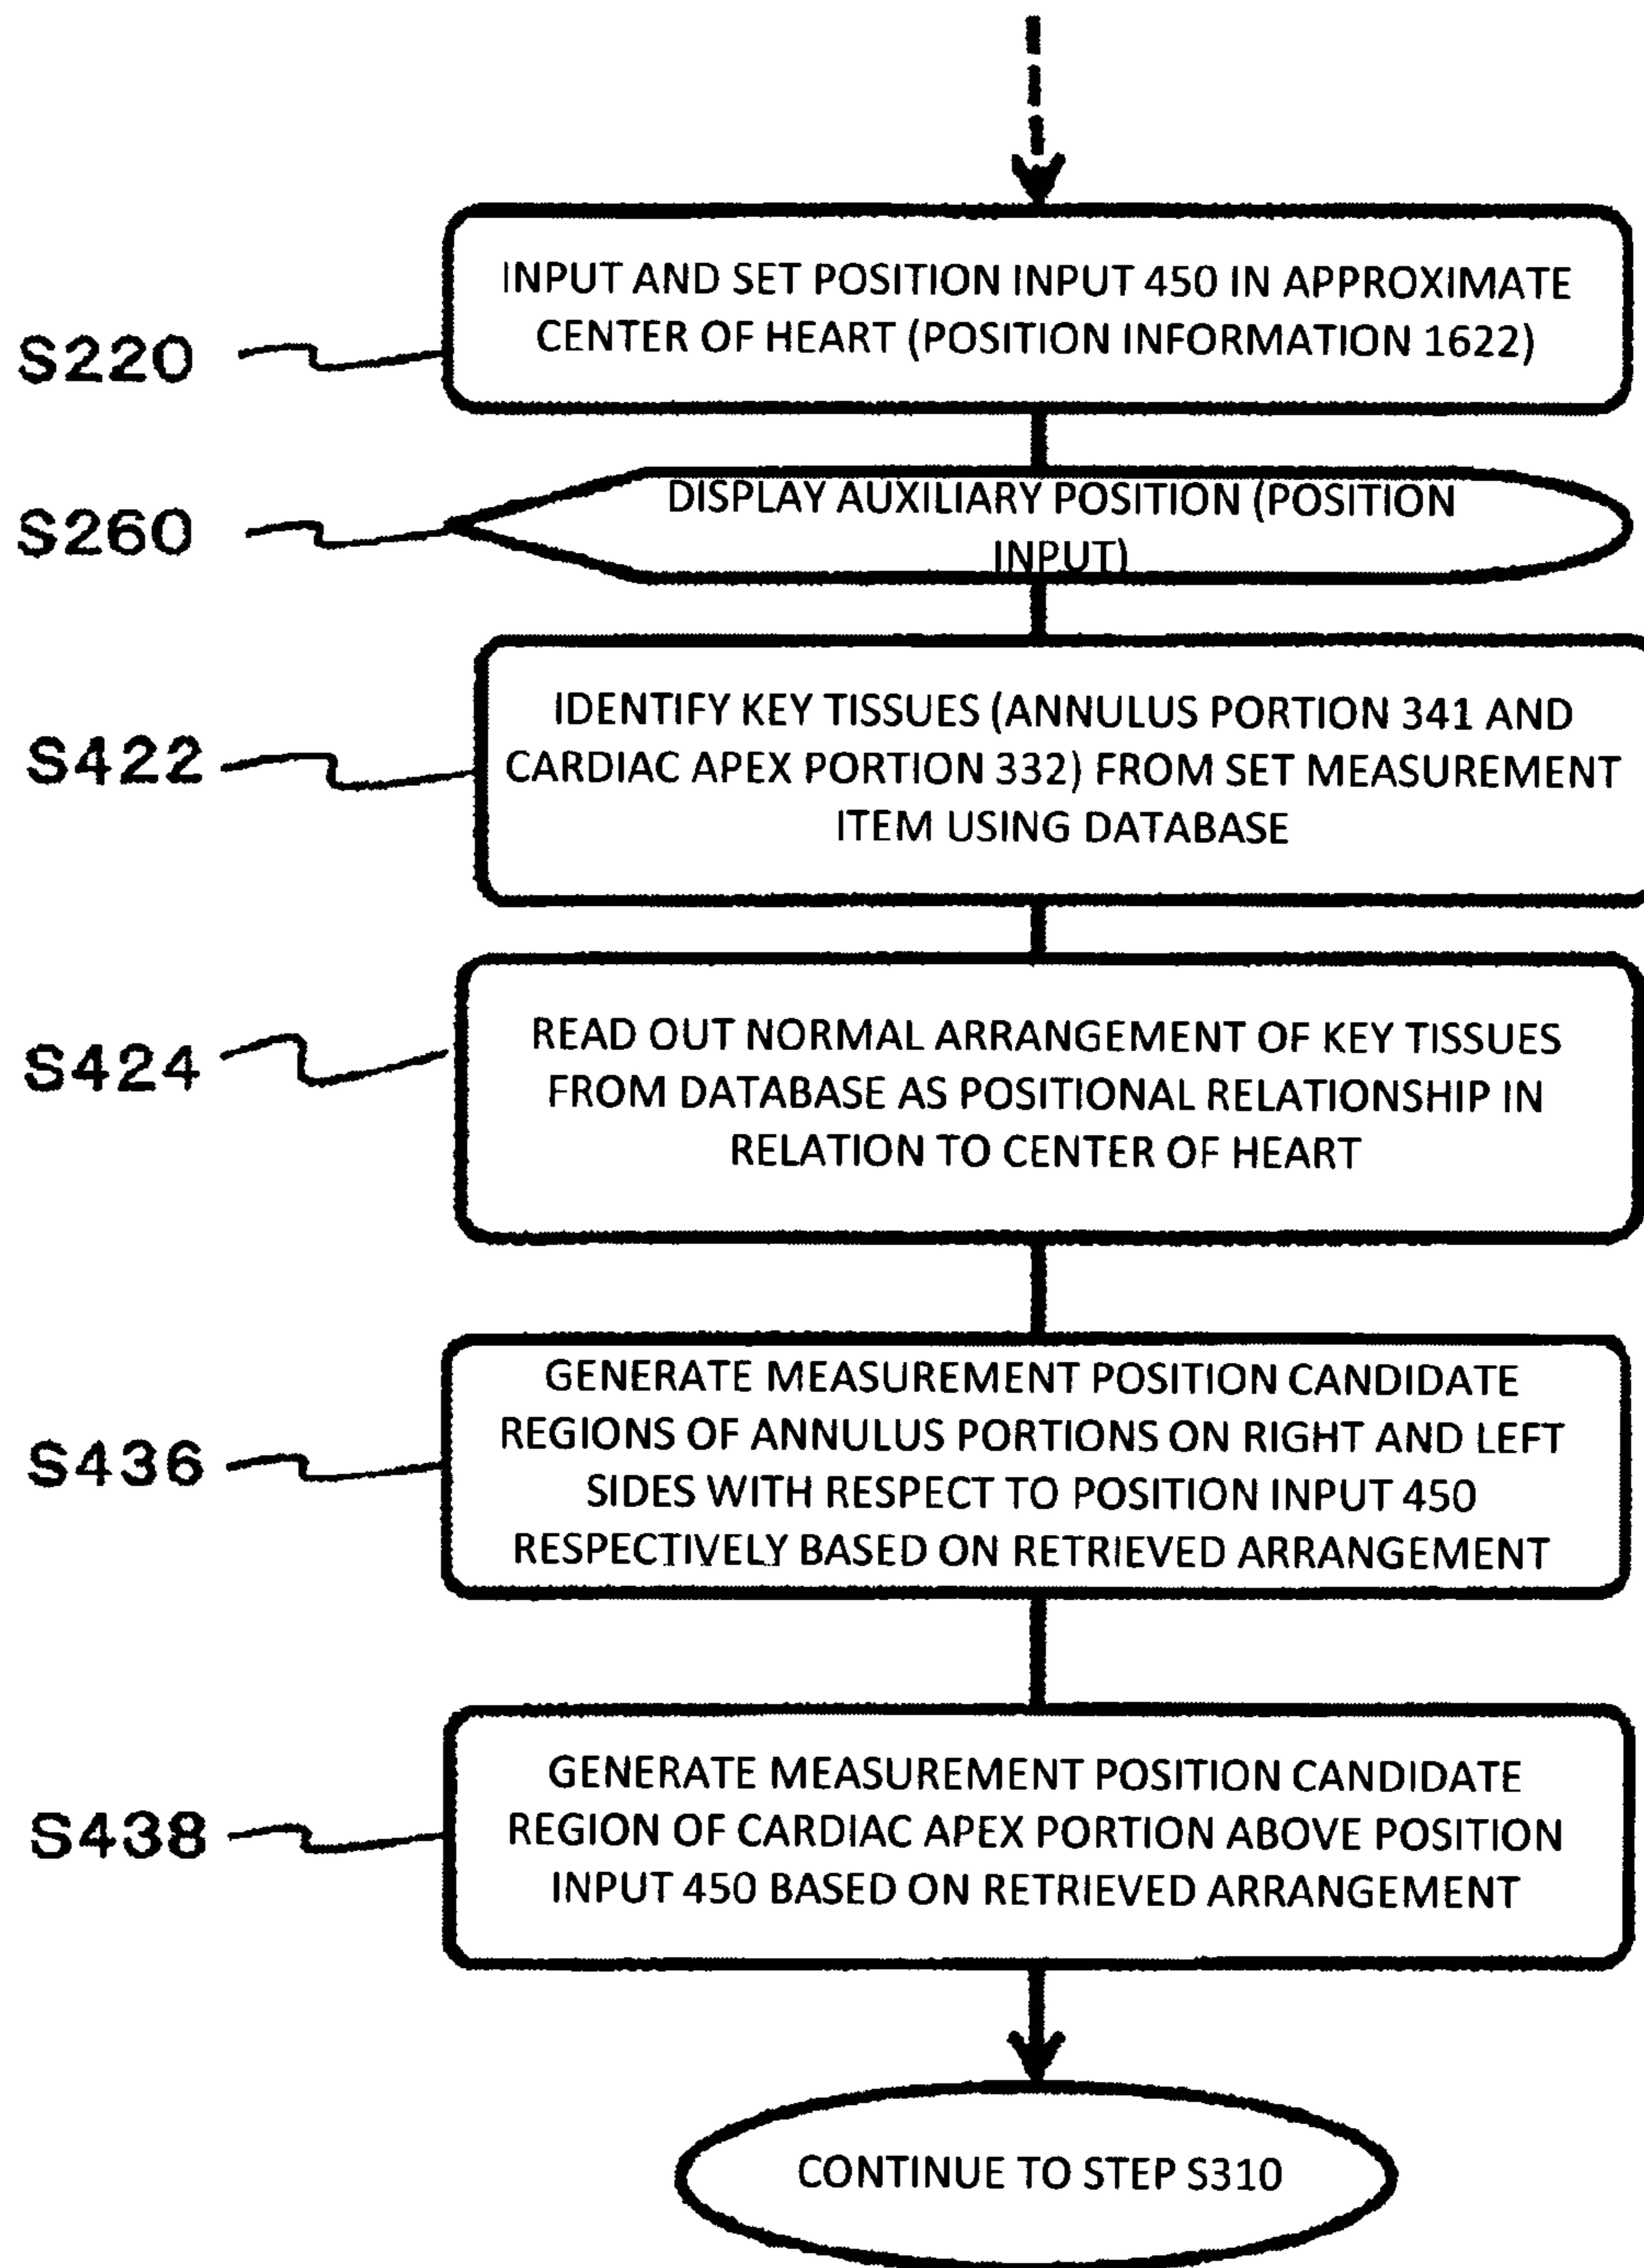 INPUT AND SET POSITION INPUT 450 IN APPROXIMATE
CENTER OF HEART (POSITION INFORMATION 1622)
S220
DISPLAY AUXILIARY POSITION (POSITION
INPUT)
S260
IDENTIFY KEY TISSUES (ANNULUS PORTION 341 AND
CARDIAC APEX PORTION 332) FROM SET MEASUREMENT
ITEM USING DATABASE
S422
READ OUT NORMAL ARRANGEMENT OF KEY TISSUES
FROM DATABASE AS POSITIONAL RELATIONSHIP IN
RELATION TO CENTER OF HEART
S424
GENERATE MEASUREMENT POSITION CANDIDATE
REGIONS OF ANNULUS PORTIONS ON RIGHT AND LEFT
SIDES WITH RESPECT TO POSITION INPUT 450
RESPECTIVELY BASED ON RETRIEVED ARRANGEMENT
S436
GENERATE MEASUREMENT POSITION CANDIDATE
REGION OF CARDIAC APEX PORTION ABOVE POSITION
INPUT 450 BASED ON RETRIEVED ARRANGEMENT
S438
CONTINUE TO STEP S310